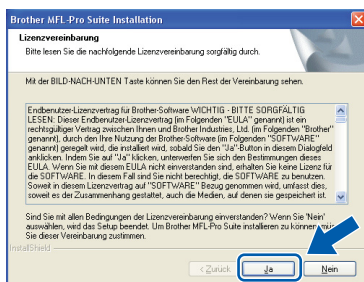 Brother MFL-Pro Suite Installation
Lizenzvereinbarung
Bitte lesen Sie die nachfolgende Lizenzvereinbarung sorgfältig durch.
Mit der BILD-NACH-UNTEN Taste können Sie den Rest der Vereinbarung sehen.
Endbenutzer-Lizenzvertrag für Brother-Software WICHTIG - BITTE SORGFÄLTIG
LESEN: Dieser Endbenutzer-Lizenzvertrag (im Folgenden "EULA" genannt) ist ein
rechtsgültiger Vertrag zwischen Ihnen und Brother Industries, Ltd. (im Folgenden "Brother"
genannt), durch den Ihre Nutzung der Brother-Software (im Folgenden "SOFTWARE"
genannt) geregelt wird, die installiert wird, sobald Sie den "Ja"-Button in diesem Dialogfeld
anklicken. Indem Sie auf "Ja" klicken, unterwerfen Sie sich den Bestimmungen dieses
EULA. Wenn Sie mit diesem EULA nicht einverstanden sind, erhalten Sie keine Lizenz für
die SOFTWARE. In diesem Fall sind Sie nicht berechtigt, die SOFTWARE zu benutzen.
Soweit in diesem Lizenzvertrag auf "SOFTWARE" Bezug genommen wird, umfasst dies,
soweit es der Zusammenhang gestattet, auch die Medien, auf denen sie gespeichert ist.
Sind Sie mit allen Bedingungen der Lizenzvereinbarung einverstanden? Wenn Sie 'Nein'
auswählen, wird das Setup beendet. Um Brother MFL-Pro Suite installieren zu können,
Sie dieser Vereinbarung zustimmen.
InstallShield
< Zurück Ja Nein